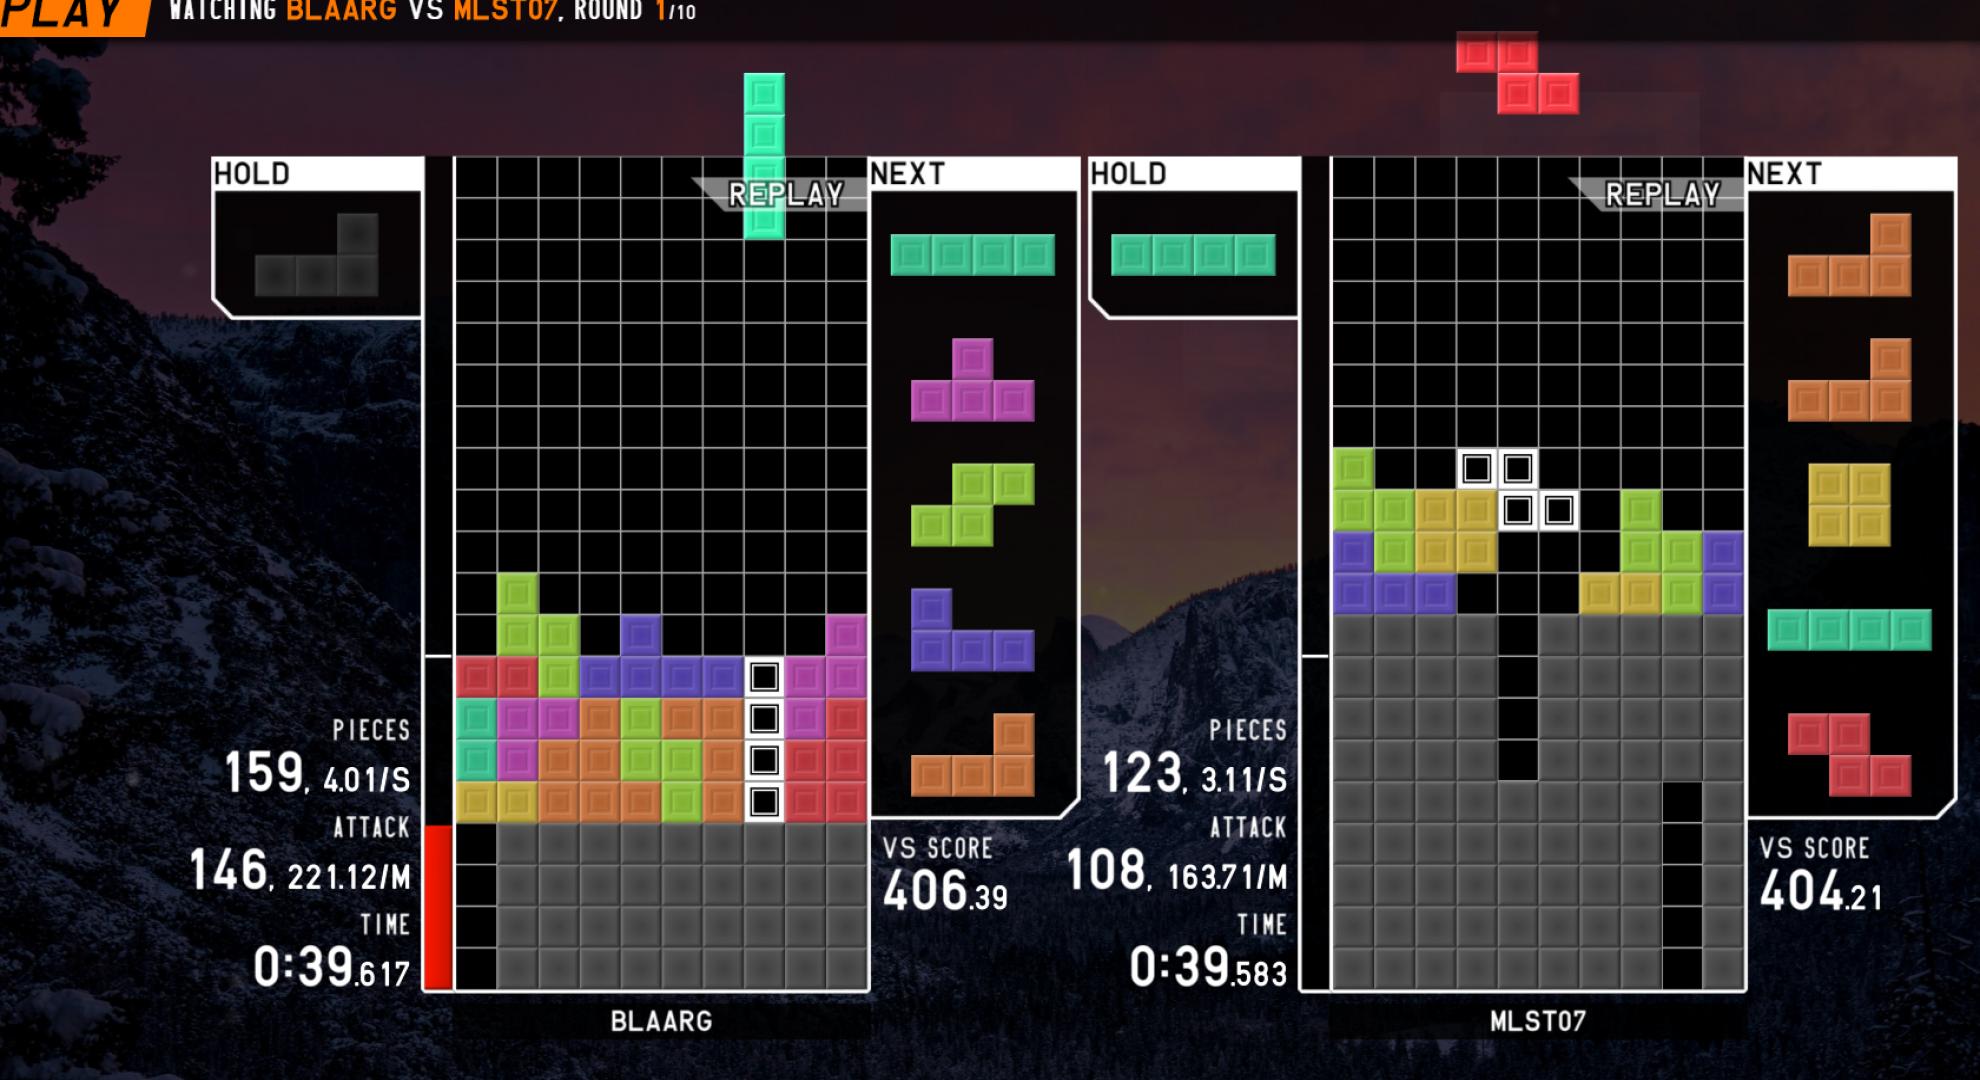 PLAY
WATCHING BLAARG VS MLST07, ROUND 1/10
HOLD
REPLAY
NEXT
HOLD
REPLAY
NEXT
PIECES
159, 4.01/S
ATTACK
146, 221.12/M
TIME
0:39.617
VS SCORE
406.39
PIECES
123, 3.11/S
ATTACK
108, 163.71/M
TIME
0:39.583
VS SCORE
404.21
BLAARG
MLST07